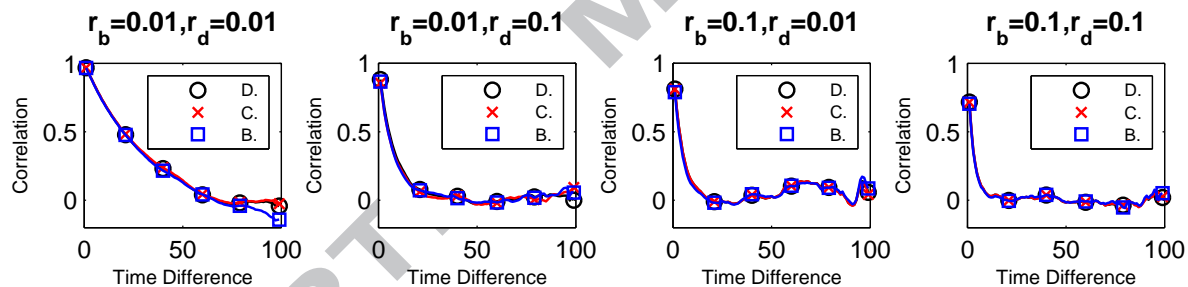 r_b=0.01,r_d=0.01
1
0.5
0
Correlation
D.
C.
B.
0 50 100
Time Difference
r_b=0.01,r_d=0.1
1
0.5
0
Correlation
D.
C.
B.
0 50 100
Time Difference
r_b=0.1,r_d=0.01
1
0.5
0
Correlation
D.
C.
B.
0 50 100
Time Difference
r_b=0.1,r_d=0.1
1
0.5
0
Correlation
D.
C.
B.
0 50 100
Time Difference